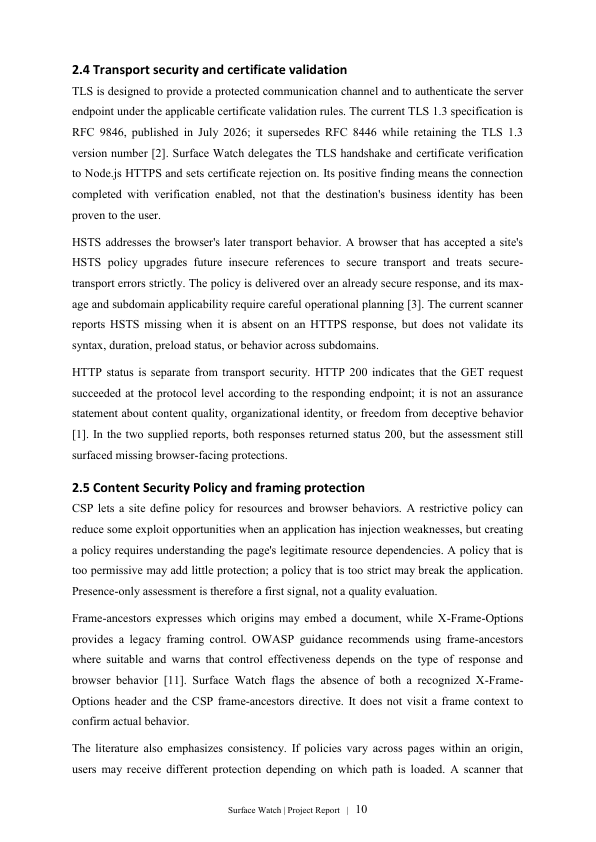 2.4 Transport security and certificate validation
TLS is designed to provide a protected communication channel and to authenticate the server
endpoint under the applicable certificate validation rules. The current TLS 1.3 specification is
RFC 9846, published in July 2026; it supersedes RFC 8446 while retaining the TLS 1.3
version number [2]. Surface Watch delegates the TLS handshake and certificate verification
to Node.js HTTPS and sets certificate rejection on. Its positive finding means the connection
completed with verification enabled, not that the destination's business identity has been
proven to the user.
HSTS addresses the browser's later transport behavior. A browser that has accepted a site's
HSTS policy upgrades future insecure references to secure transport and treats secure-
transport errors strictly. The policy is delivered over an already secure response, and its max-
age and subdomain applicability require careful operational planning [3]. The current scanner
reports HSTS missing when it is absent on an HTTPS response, but does not validate its
syntax, duration, preload status, or behavior across subdomains.
HTTP status is separate from transport security. HTTP 200 indicates that the GET request
succeeded at the protocol level according to the responding endpoint; it is not an assurance
statement about content quality, organizational identity, or freedom from deceptive behavior
[1]. In the two supplied reports, both responses returned status 200, but the assessment still
surfaced missing browser-facing protections.
2.5 Content Security Policy and framing protection
CSP lets a site define policy for resources and browser behaviors. A restrictive policy can
reduce some exploit opportunities when an application has injection weaknesses, but creating
a policy requires understanding the page's legitimate resource dependencies. A policy that is
too permissive may add little protection; a policy that is too strict may break the application.
Presence-only assessment is therefore a first signal, not a quality evaluation.
Frame-ancestors expresses which origins may embed a document, while X-Frame-Options
provides a legacy framing control. OWASP guidance recommends using frame-ancestors
where suitable and warns that control effectiveness depends on the type of response and
browser behavior [11]. Surface Watch flags the absence of both a recognized X-Frame-
Options header and the CSP frame-ancestors directive. It does not visit a frame context to
confirm actual behavior.
The literature also emphasizes consistency. If policies vary across pages within an origin,
users may receive different protection depending on which path is loaded. A scanner that
Surface Watch | Project Report | 10